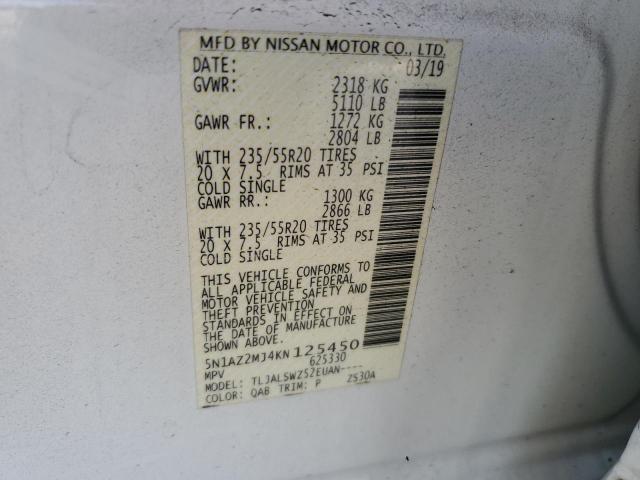 MFD BY NISSAN MOTOR CO., LTD.
DATE: 03/19
GVWR: 2318 KG
5110 LB
GAWR FR.: 1272 KG
2804 LB
WITH 235/55R20 TIRES
20 X 7.5 RIMS AT 35 PSI
COLD SINGLE
GAWR RR.: 1300 KG
2866 LB
WITH 235/55R20 TIRES
20 X 7.5 RIMS AT 35 PSI
COLD SINGLE
THIS VEHICLE CONFORMS TO
ALL APPLICABLE FEDERAL
MOTOR VEHICLE SAFETY AND
THEFT PREVENTION
STANDARDS IN EFFECT ON
THE DATE OF MANUFACTURE
SHOWN ABOVE.
5N1AZ2MJ4KN125450
MPV 625330
MODEL: TLJALSWZ52EUAN----
COLOR: QAB TRIM: P ZS30A